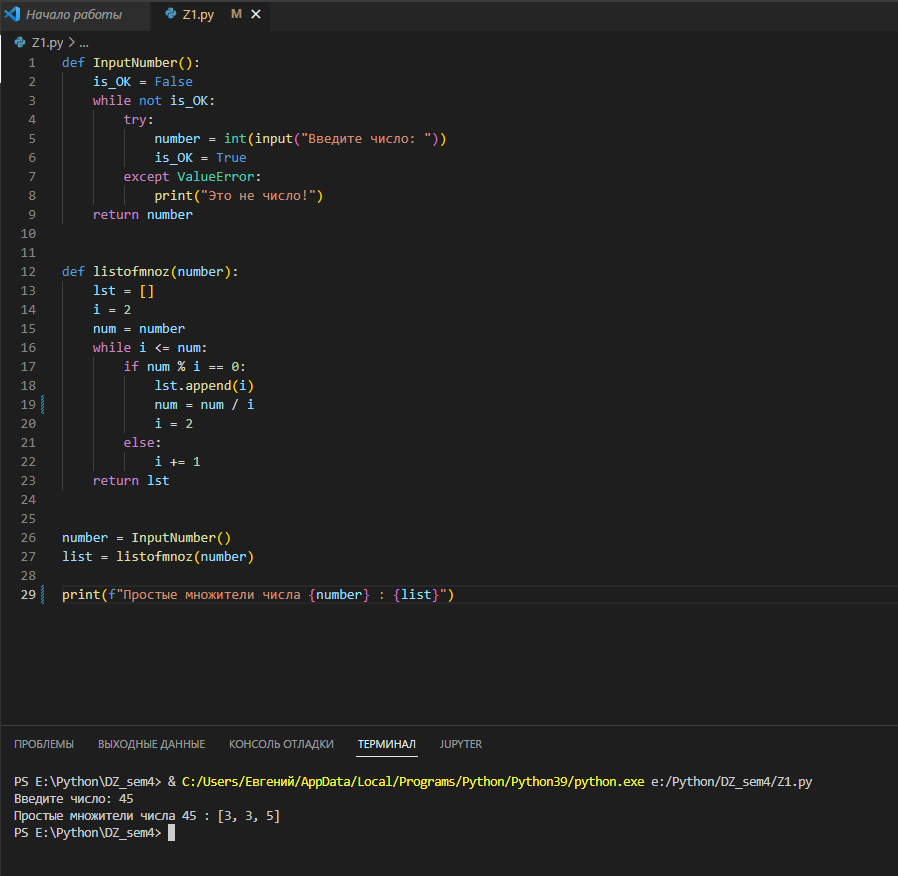 Начало работы Z1.py M
Z1.py > ...
1 def InputNumber():
2     is_OK = False
3     while not is_OK:
4         try:
5             number = int(input("Введите число: "))
6             is_OK = True
7         except ValueError:
8             print("Это не число!")
9     return number
10
11
12 def listofmnoz(number):
13     lst = []
14     i = 2
15     num = number
16     while i <= num:
17         if num % i == 0:
18             lst.append(i)
19             num = num / i
20             i = 2
21         else:
22             i += 1
23     return lst
24
25
26 number = InputNumber()
27 list = listofmnoz(number)
28
29 print(f"Простые множители числа {number} : {list}")
ПРОБЛЕМЫ ВЫХОДНЫЕ ДАННЫЕ КОНСОЛЬ ОТЛАДКИ ТЕРМИНАЛ JUPYTER
PS E:\Python\DZ_sem4> & C:/Users/Евгений/AppData/Local/Programs/Python/Python39/python.exe e:/Python/DZ_sem4/Z1.py
Введите число: 45
Простые множители числа 45 : [3, 3, 5]
PS E:\Python\DZ_sem4>